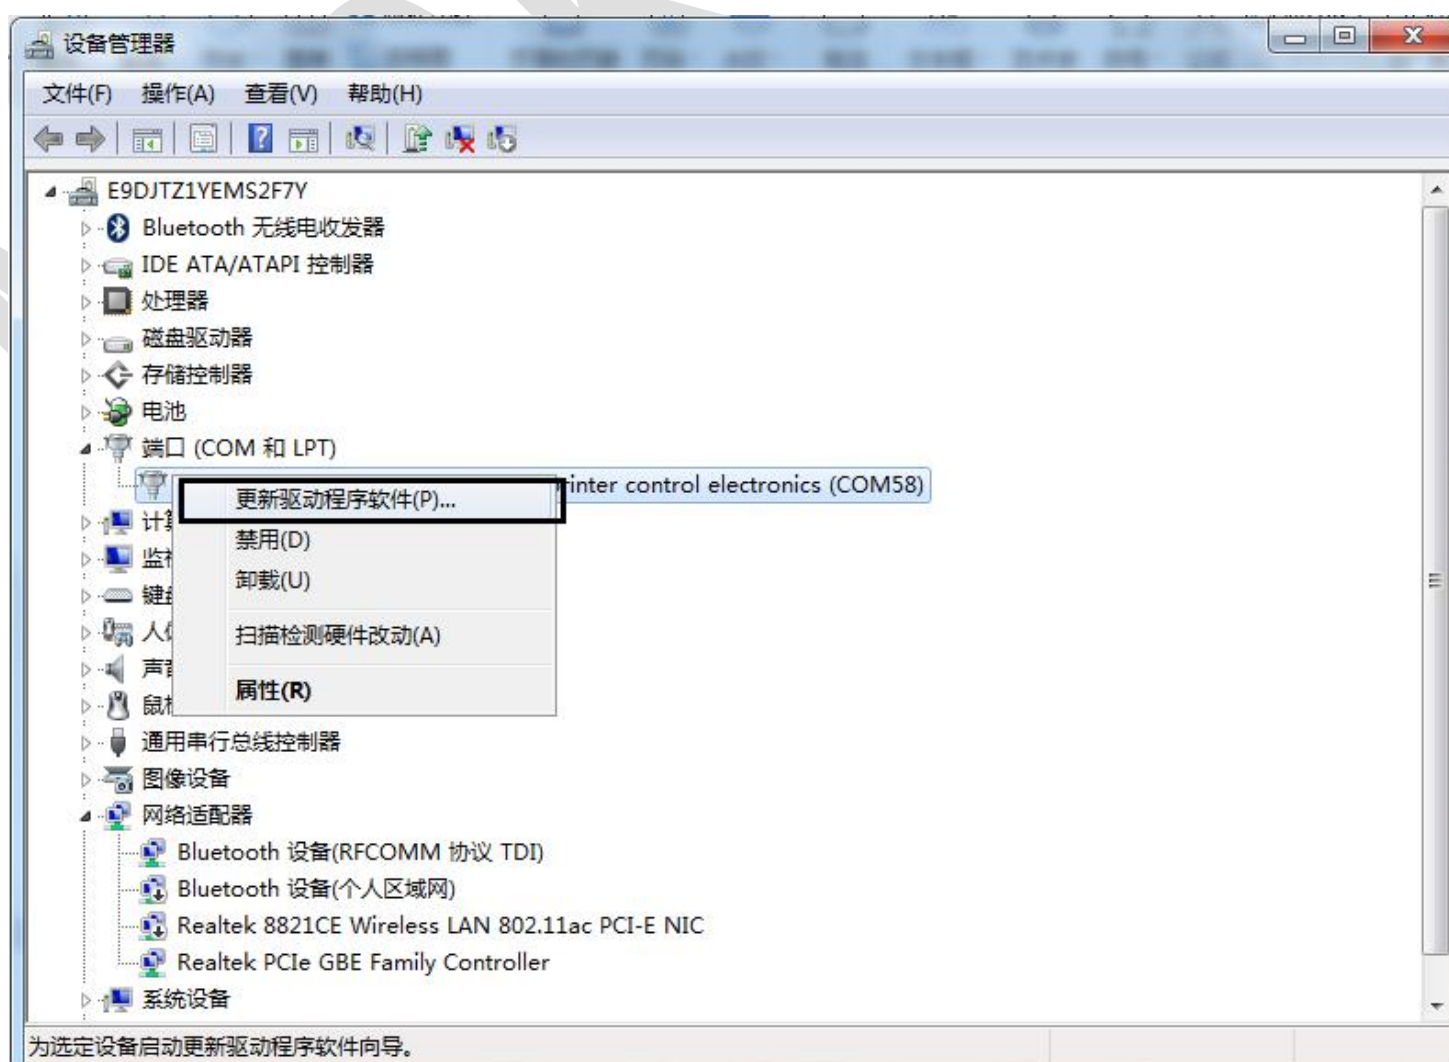 设备管理器
文件(F) 操作(A) 查看(V) 帮助(H)
E9DJTZ1YEMS2F7Y
Bluetooth 无线电收发器
IDE ATA/ATAPI 控制器
处理器
磁盘驱动器
存储控制器
电池
端口 (COM 和 LPT)
control electronics (COM58)
更新驱动程序软件(P)...
禁用(D)
卸载(U)
扫描检测硬件改动(A)
属性(R)
通用串行总线控制器
图像设备
网络适配器
Bluetooth 设备(RFCOMM 协议 TDI)
Bluetooth 设备(个人区域网)
Realtek 8821CE Wireless LAN 802.11ac PCI-E NIC
Realtek PCIe GBE Family Controller
系统设备
为选定设备启动更新驱动程序软件向导。